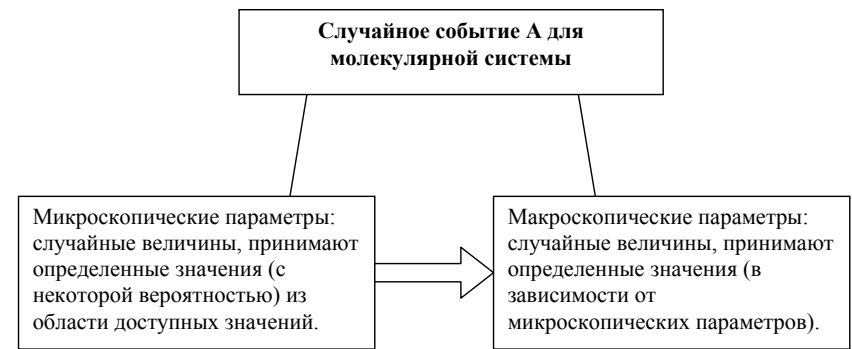 Случайное событие А для
молекулярной системы
Микроскопические параметры:
случайные величины, принимают
определенные значения (с
некоторой вероятностью) из
области доступных значений.
Макроскопические параметры:
случайные величины, принимают
определенные значения (в
зависимости от
микроскопических параметров).